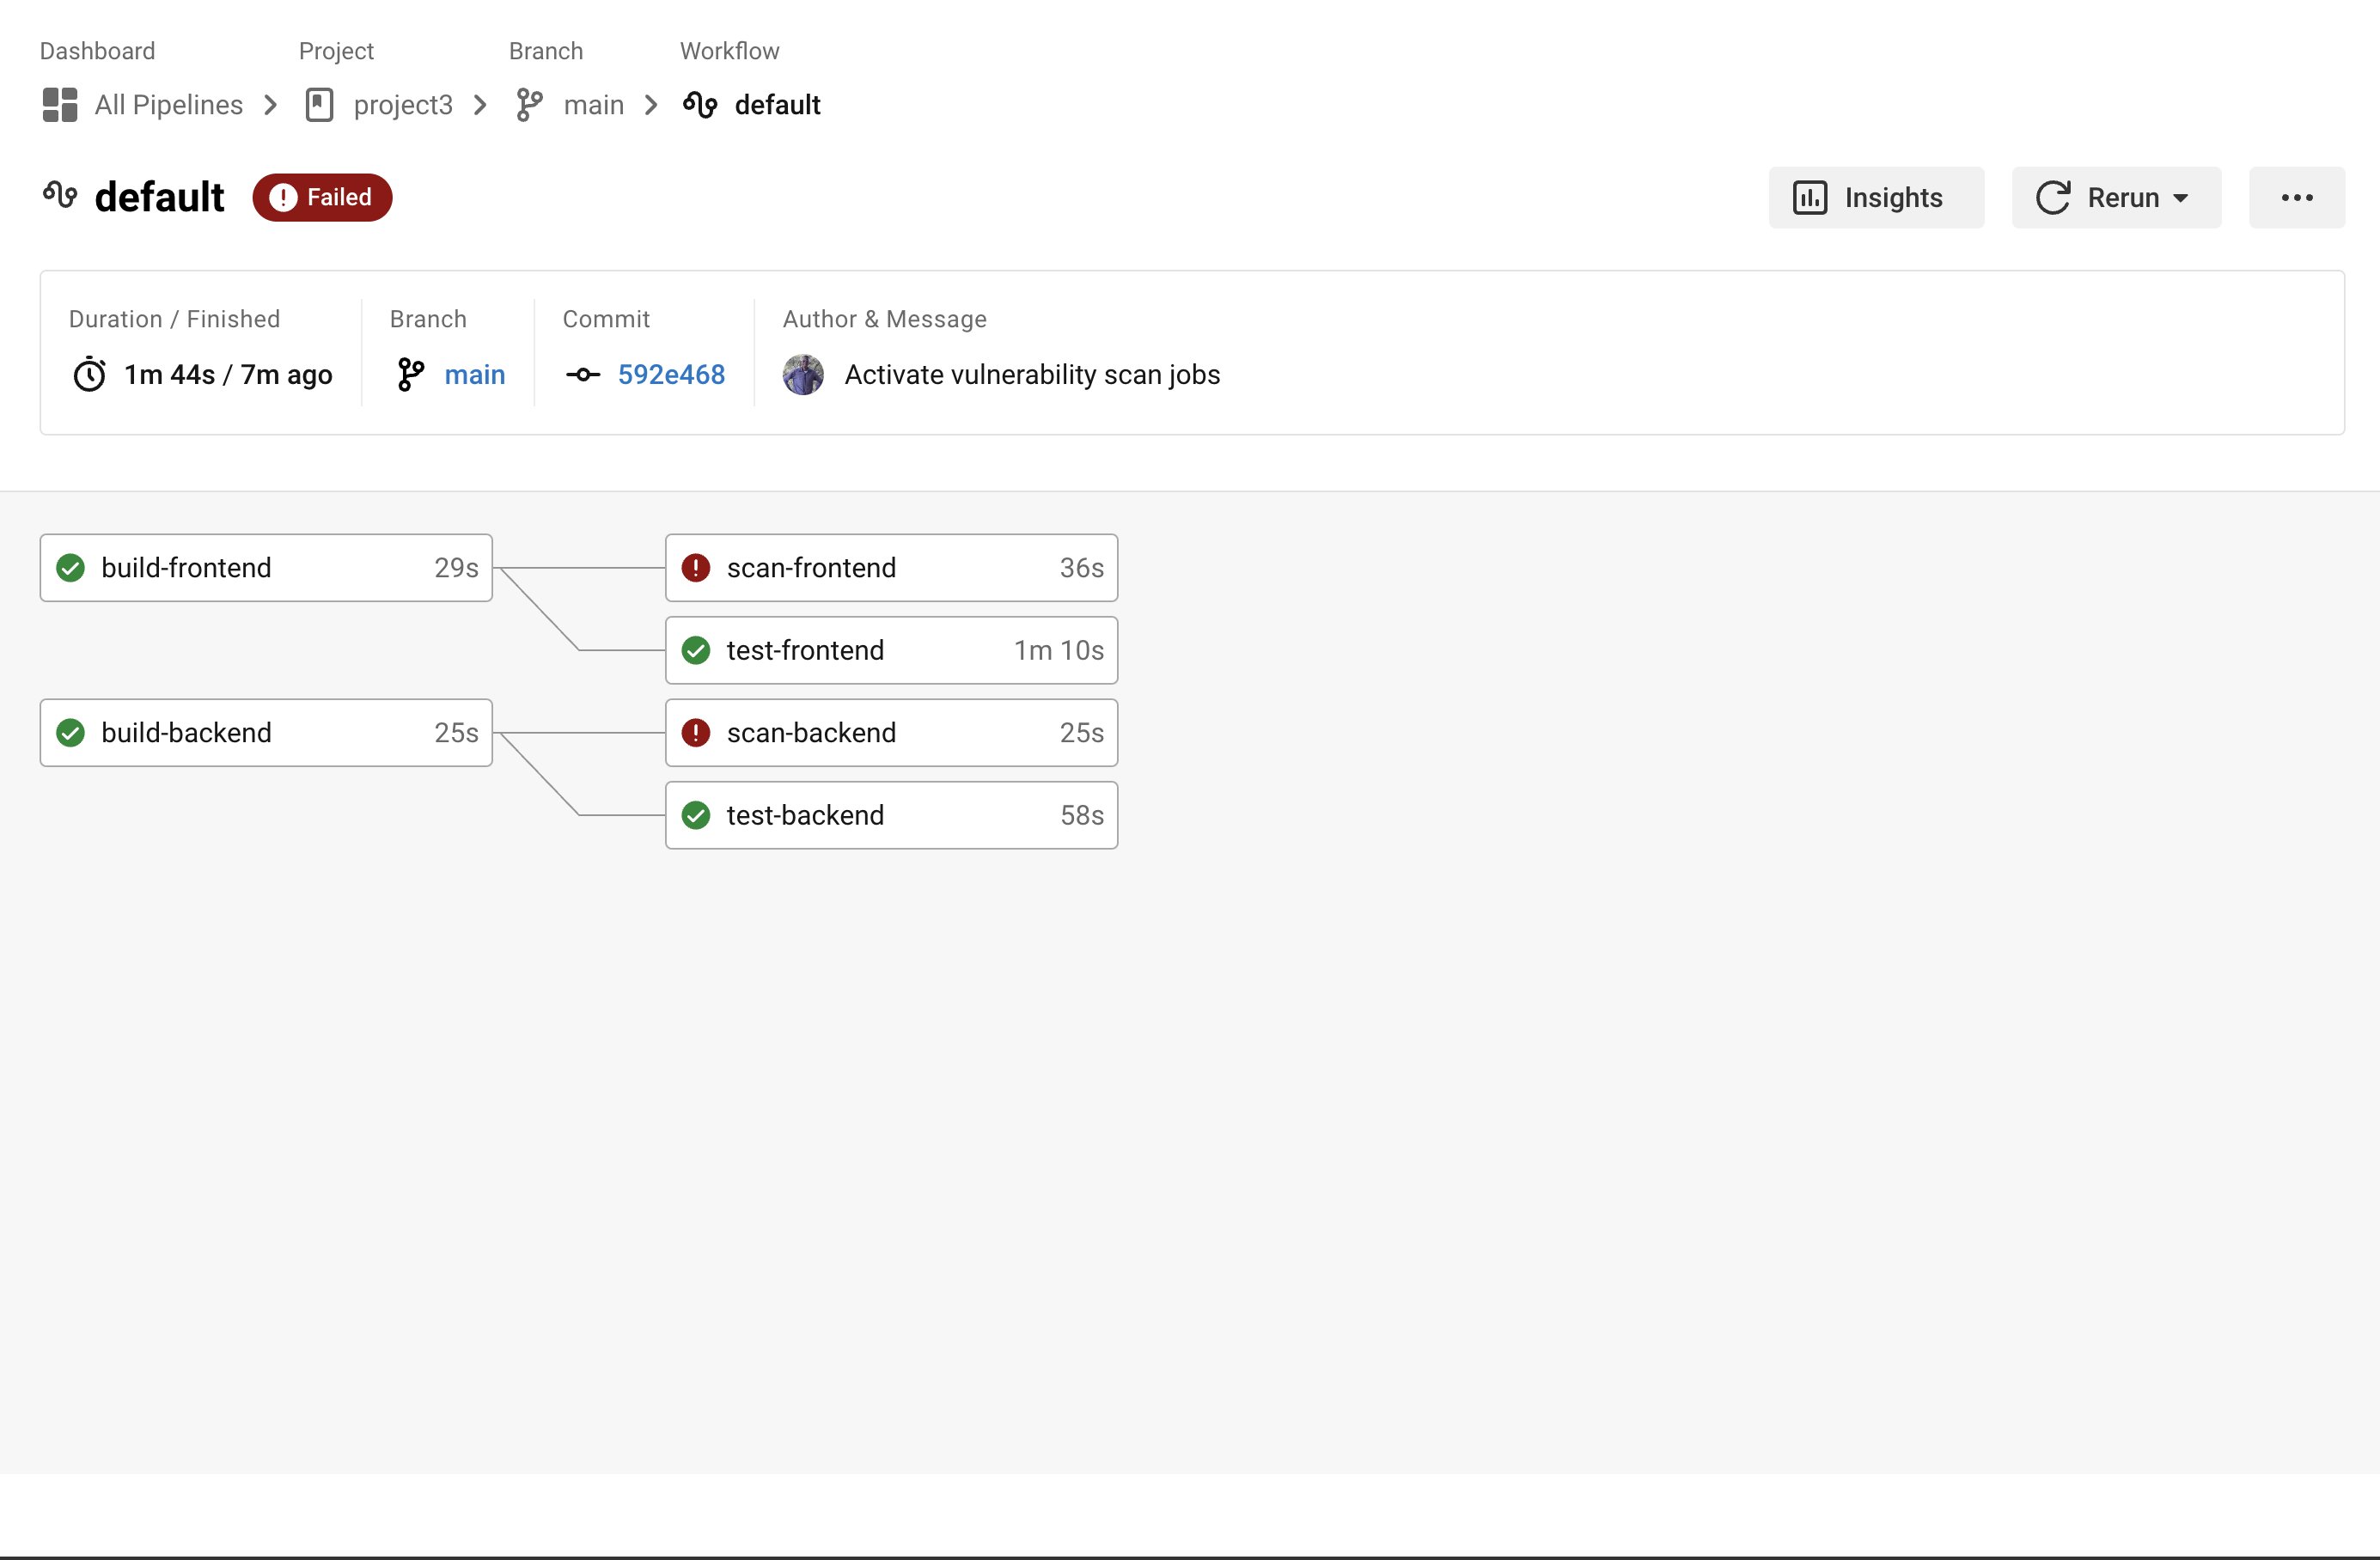 Dashboard Project Branch Workflow
All Pipelines project3 main default
default Failed Insights Rerun
Duration / Finished Branch Commit Author & Message
1m 44s / 7m ago main 592e468 Activate vulnerability scan jobs
build-frontend 29s scan-frontend 36s
test-frontend 1m 10s
build-backend 25s scan-backend 25s
test-backend 58s